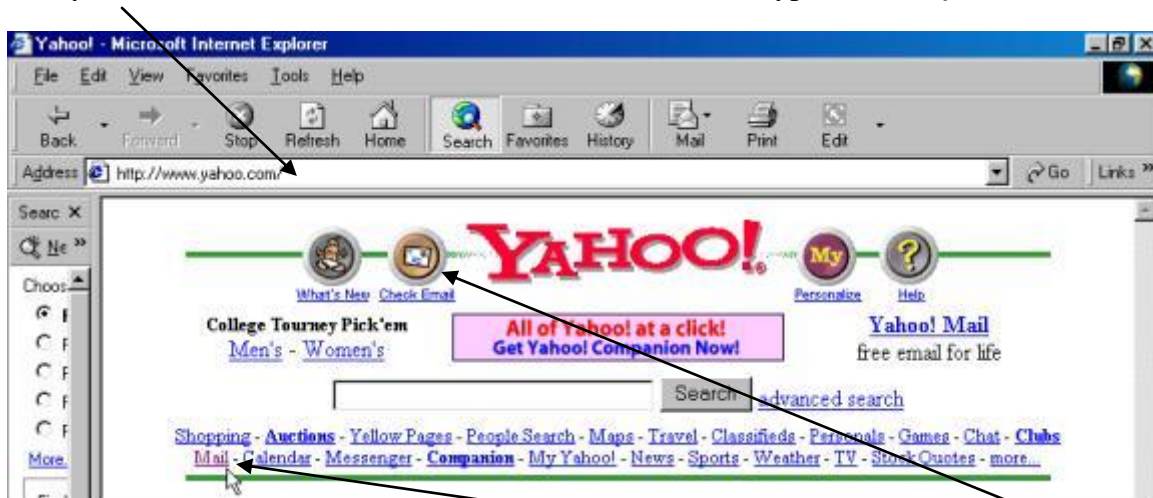 Yahoo! - Microsoft Internet Explorer
File Edit View Favorites Tools Help
Back Forward Stop Refresh Home Search Favorites History Mail Print Edit
Address http://www.yahoo.com/ Go Links »
Searc X
Ne »
Choos
YAHOO!
My ?
What's New Check Email Personalize Help
College Tourney Pick'em
Men's - Women's
All of Yahoo! at a click!
Get Yahoo! Companion Now!
Yahoo! Mail
free email for life
Search advanced search
Shopping - Auctions - Yellow Pages - People Search - Maps - Travel - Classifieds - Personals - Games - Chat - Clubs
Mail - Calendar - Messenger - Companion - My Yahoo! - News - Sports - Weather - TV - Stock Quotes - more...
More.